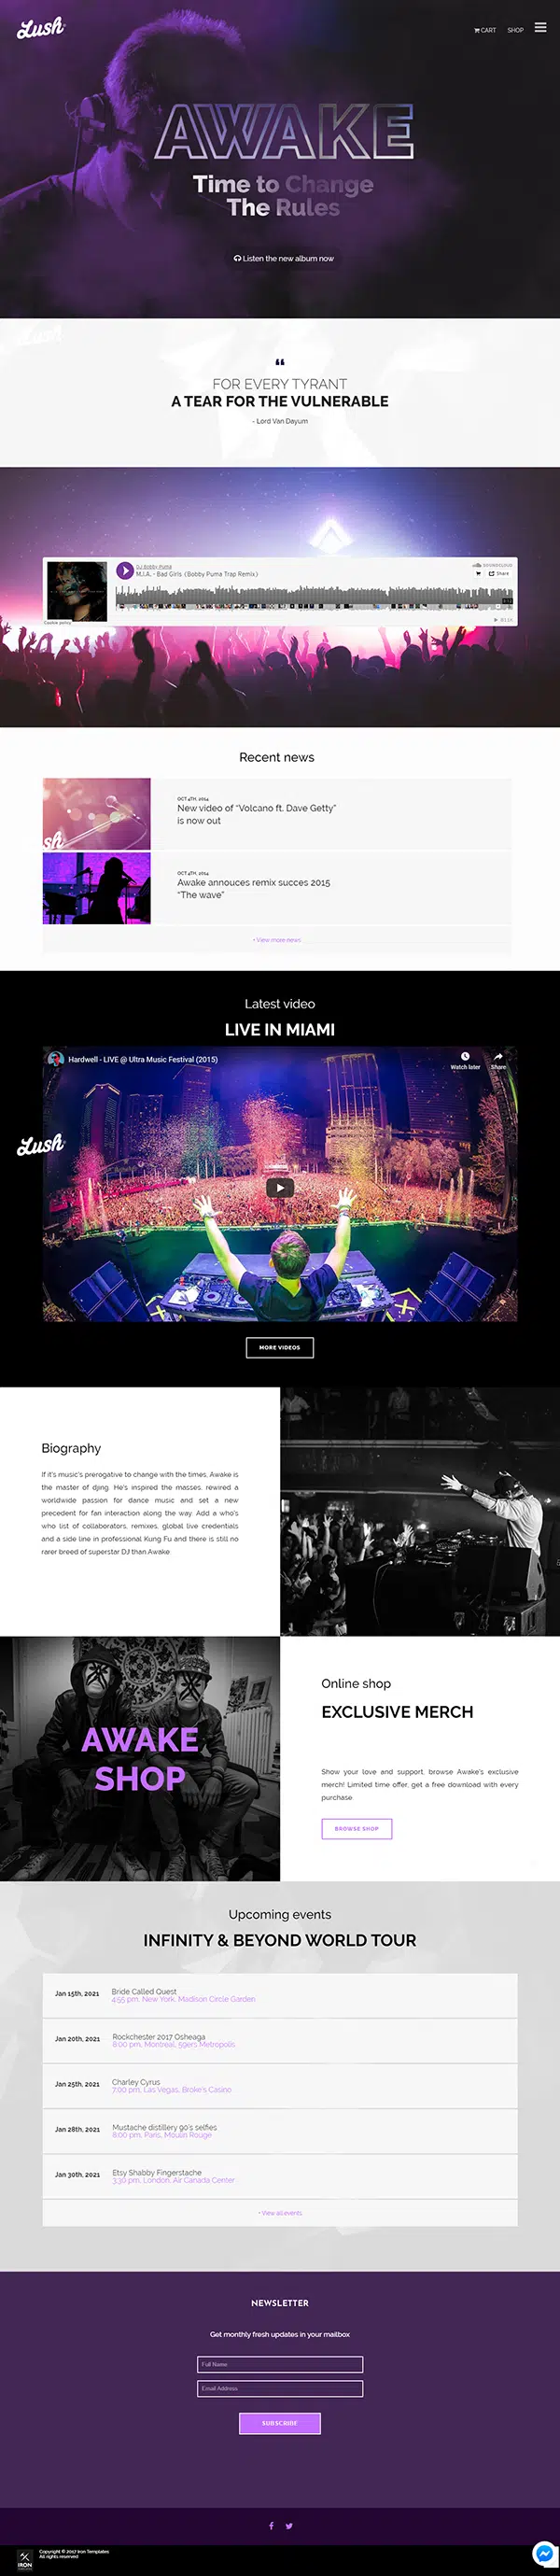 Lush
CART
SHOP
AWAKE
Time to Change
The Rules
Listen the new album now
Lush
“
FOR EVERY TYRANT
A TEAR FOR THE VULNERABLE
- Lord Van Dayum
DJ Bobby Puma
M.I.A. - Bad Girls (Bobby Puma Trap Remix)
SOUNDCLOUD
Share
Cookie policy
Recent news
OCT 4TH, 2014
New video of “Volcano ft. Dave Getty”
is now out
sh
OCT 4TH, 2014
Awake annouces remix succes 2015
“The wave”
+ View more news
Latest video
LIVE IN MIAMI
Hardwell - LIVE @ Ultra Music Festival (2015)
Watch later
Share
Lush
MORE VIDEOS
Biography
If it's music's prerogative to change with the times, Awake is
the master of djing. He's inspired the masses, rewired a
worldwide passion for dance music and set a new
precedent for fan interaction along the way. Add a who's
who list of collaborators, remixes, global live credentials
and a side line in professional Kung Fu and there is still no
rarer breed of superstar DJ than Awake.
AWAKE
SHOP
Online shop
EXCLUSIVE MERCH
Show your love and support, browse Awake's exclusive
merch! Limited time offer, get a free download with every
purchase.
BROWSE SHOP
Upcoming events
INFINITY & BEYOND WORLD TOUR
Jan 15th, 2021
Bride Called Quest
4:55 pm, New York, Madison Circle Garden
Jan 20th, 2021
Rockchester 2017 Osheaga
8:00 pm, Montreal, 59ers Metropolis
Jan 25th, 2021
Charley Cyrus
7:00 pm, Las Vegas, Broke's Casino
Jan 28th, 2021
Mustache distillery 90's selfies
8:00 pm, Paris, Moulin Rouge
Jan 30th, 2021
Etsy Shabby Fingerstache
3:30 pm, London, Air Canada Center
+ View all events
NEWSLETTER
Get monthly fresh updates in your mailbox
Full Name
Email Address
SUBSCRIBE
IRON
Copyright © 2017 Iron Templates
All rights reserved